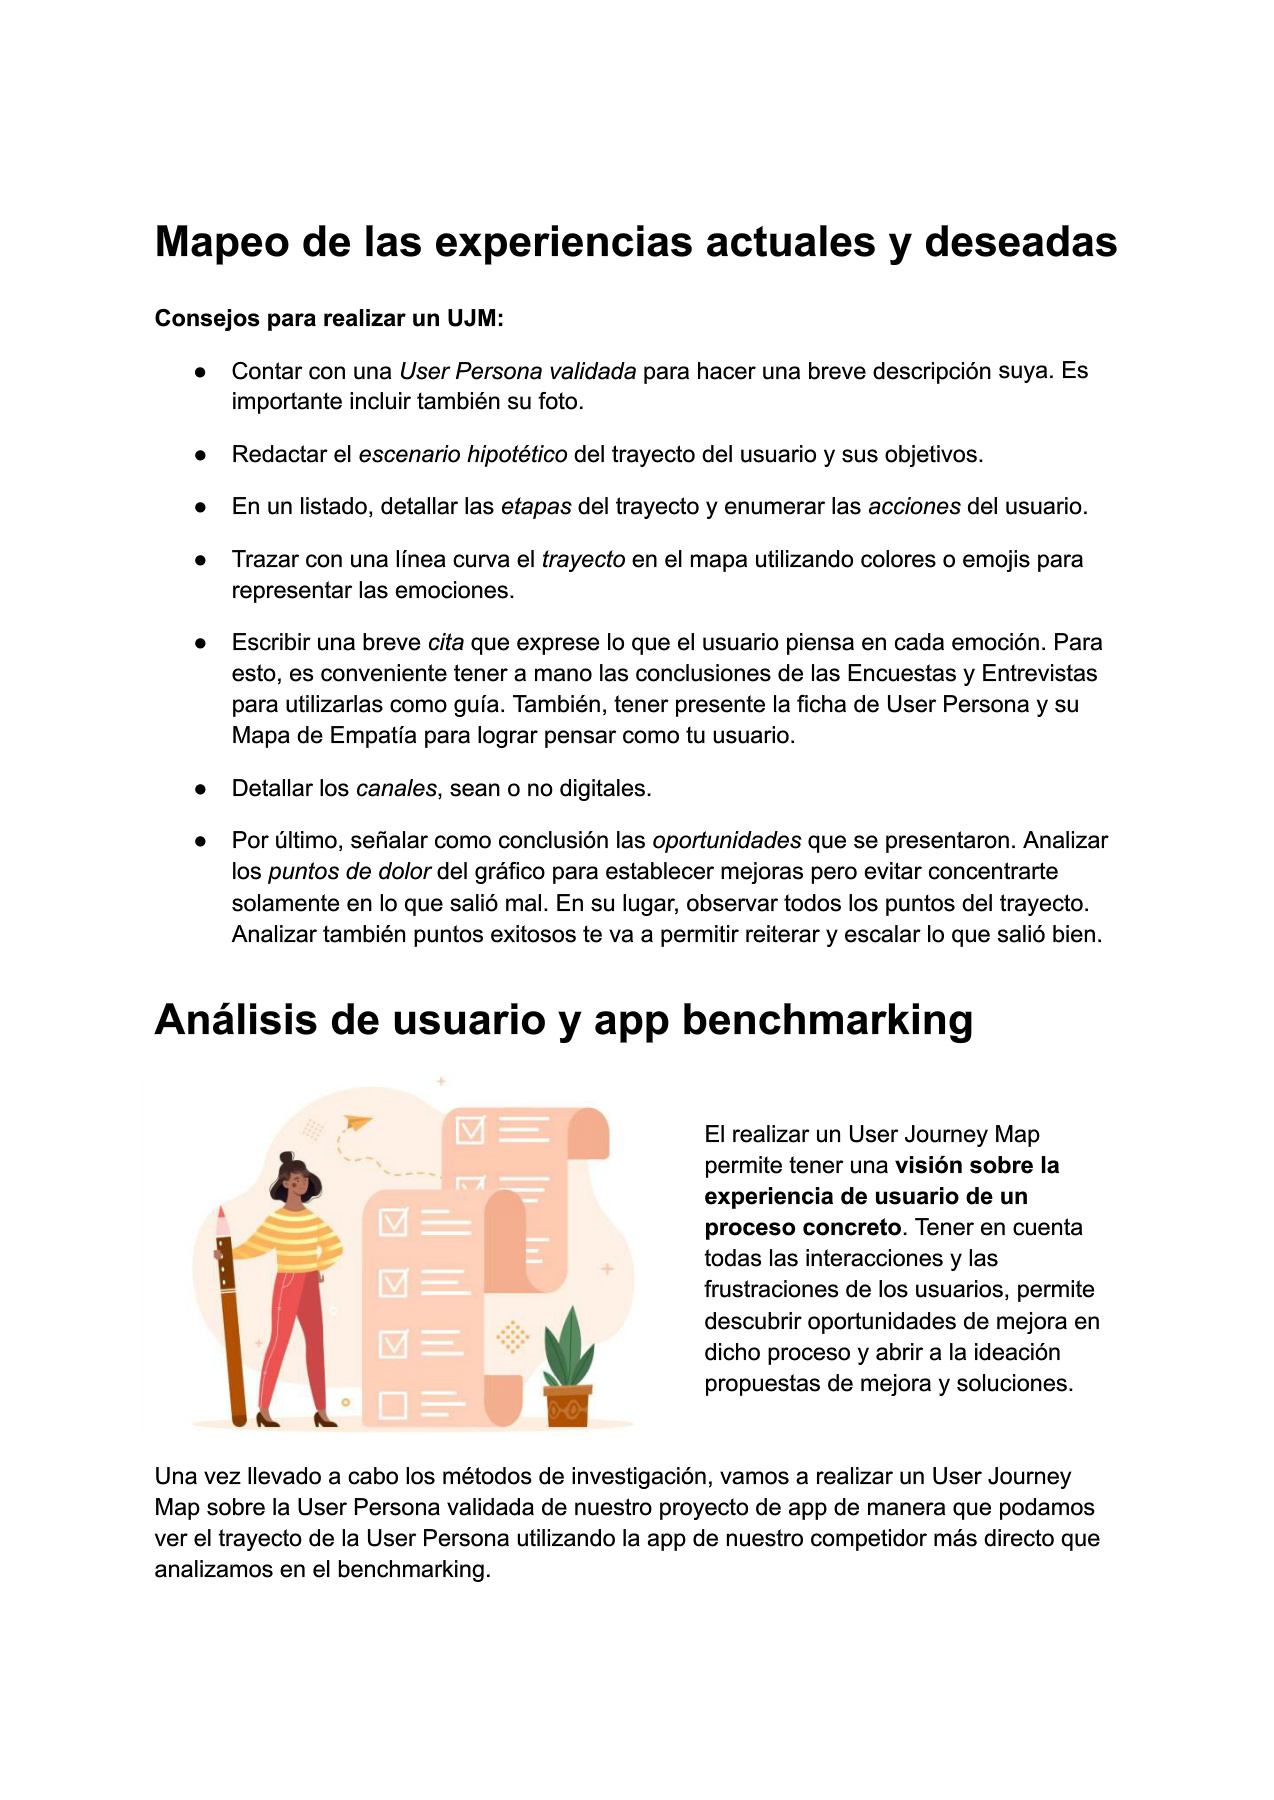 Mapeo de las experiencias actuales y deseadas
Consejos para realizar un UJM:
● Contar con una User Persona validada para hacer una breve descripción suya. Es
importante incluir también su foto.
● Redactar el escenario hipotético del trayecto del usuario y sus objetivos.
● En un listado, detallar las etapas del trayecto y enumerar las acciones del usuario.
● Trazar con una línea curva el trayecto en el mapa utilizando colores o emojis para
representar las emociones.
● Escribir una breve cita que exprese lo que el usuario piensa en cada emoción. Para
esto, es conveniente tener a mano las conclusiones de las Encuestas y Entrevistas
para utilizarlas como guía. También, tener presente la ficha de User Persona y su
Mapa de Empatía para lograr pensar como tu usuario.
● Detallar los canales, sean o no digitales.
● Por último, señalar como conclusión las oportunidades que se presentaron. Analizar
los puntos de dolor del gráfico para establecer mejoras pero evitar concentrarte
solamente en lo que salió mal. En su lugar, observar todos los puntos del trayecto.
Analizar también puntos exitosos te va a permitir reiterar y escalar lo que salió bien.
Análisis de usuario y app benchmarking
El realizar un User Journey Map
permite tener una visión sobre la
experiencia de usuario de un
proceso concreto. Tener en cuenta
todas las interacciones y las
frustraciones de los usuarios, permite
descubrir oportunidades de mejora en
dicho proceso y abrir a la ideación
propuestas de mejora y soluciones.
Una vez llevado a cabo los métodos de investigación, vamos a realizar un User Journey
Map sobre la User Persona validada de nuestro proyecto de app de manera que podamos
ver el trayecto de la User Persona utilizando la app de nuestro competidor más directo que
analizamos en el benchmarking.